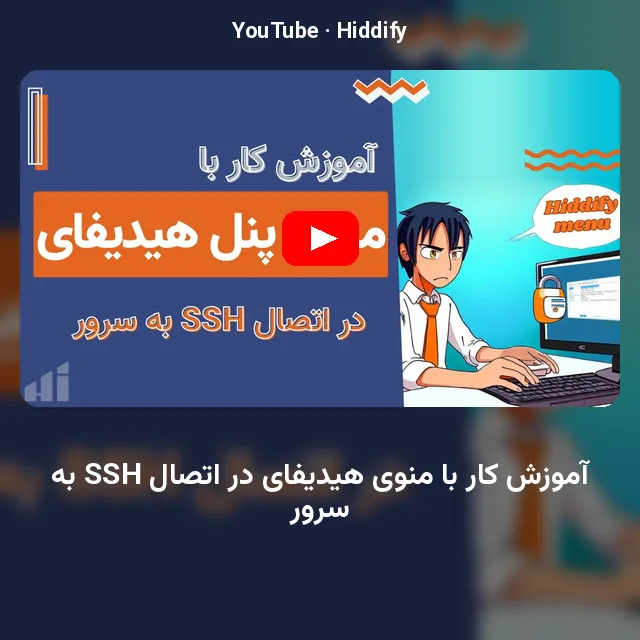 YouTube · Hiddify
آموزش کار با
پنل هیدیفای
در اتصال SSH به سرور
Hiddify
menu
آموزش کار با منوی هیدیفای در اتصال SSH به
سرور